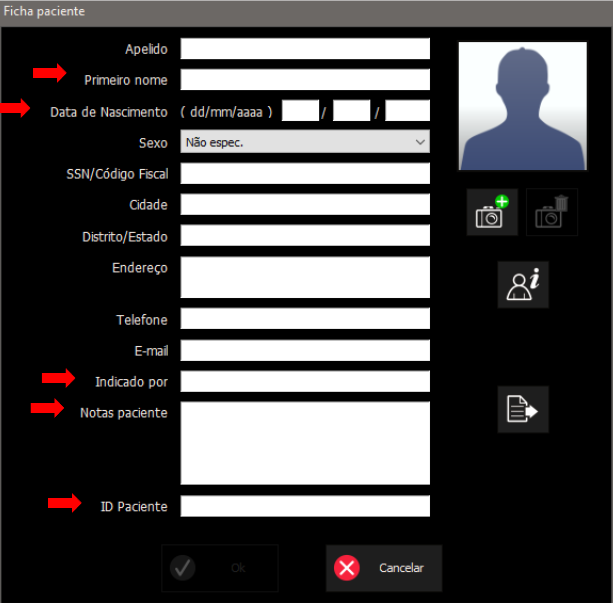 Ficha paciente
Apelido
Primeiro nome
Data de Nascimento ( dd/mm/aaaa ) / /
Sexo Não espec.
SSN/Código Fiscal
Cidade
Distrito/Estado
Endereço
Telefone
E-mail
Indicado por
Notas paciente
ID Paciente
Ok Cancelar